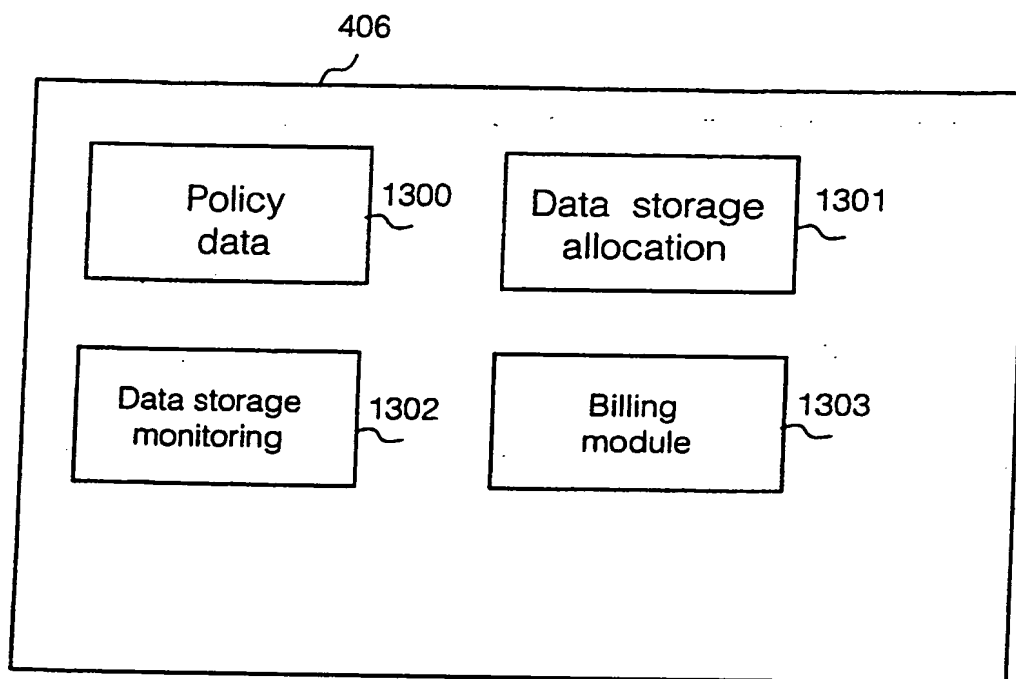 406
Policy
data
1300
Data storage
allocation
1301
Data storage
monitoring
1302
Billing
module
1303